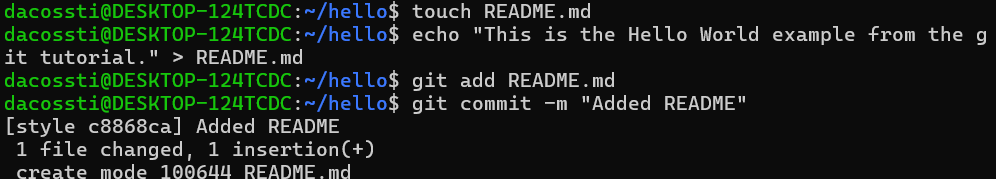 dacossti@DESKTOP-124TCDC:~/hello$ touch README.md
dacossti@DESKTOP-124TCDC:~/hello$ echo "This is the Hello World example from the g
it tutorial." > README.md
dacossti@DESKTOP-124TCDC:~/hello$ git add README.md
dacossti@DESKTOP-124TCDC:~/hello$ git commit -m "Added README"
[style c8868ca] Added README
 1 file changed, 1 insertion(+)
 create mode 100644 README.md